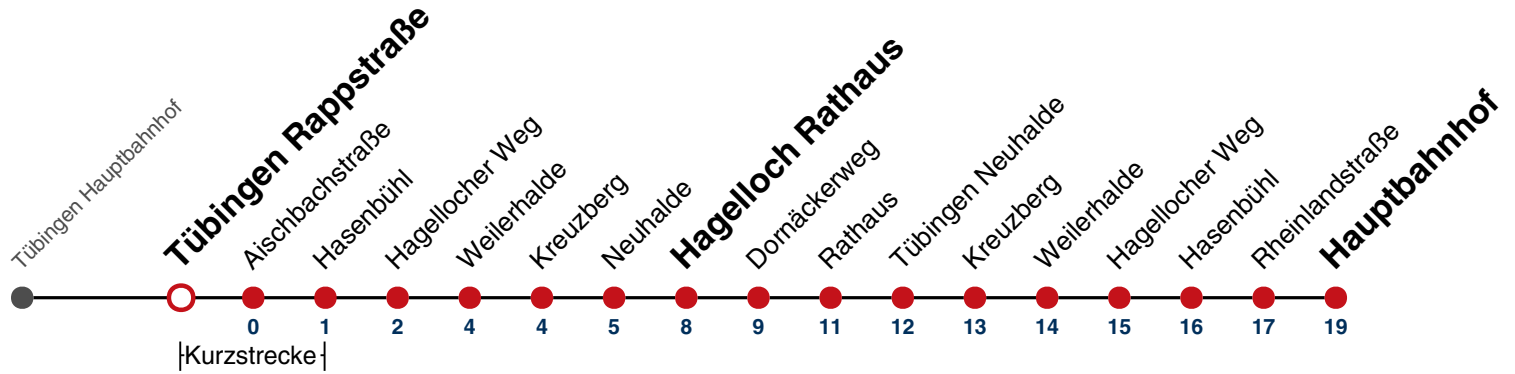 Tübingen Hauptbahnhof
Tübingen Rappstraße
Aischbachstraße
Hasenbühl
Hagellocher Weg
Weilerhalde
Kreuzberg
Neuhalde
Hagelloch Rathaus
Dornäckerweg
Rathaus
Tübingen Neuhalde
Kreuzberg
Weilerhalde
Hagellocher Weg
Hasenbühl
Rheinlandstraße
Hauptbahnhof
0 1 2 4 4 5 8 9 11 12 13 14 15 16 17 19
Kurzstrecke